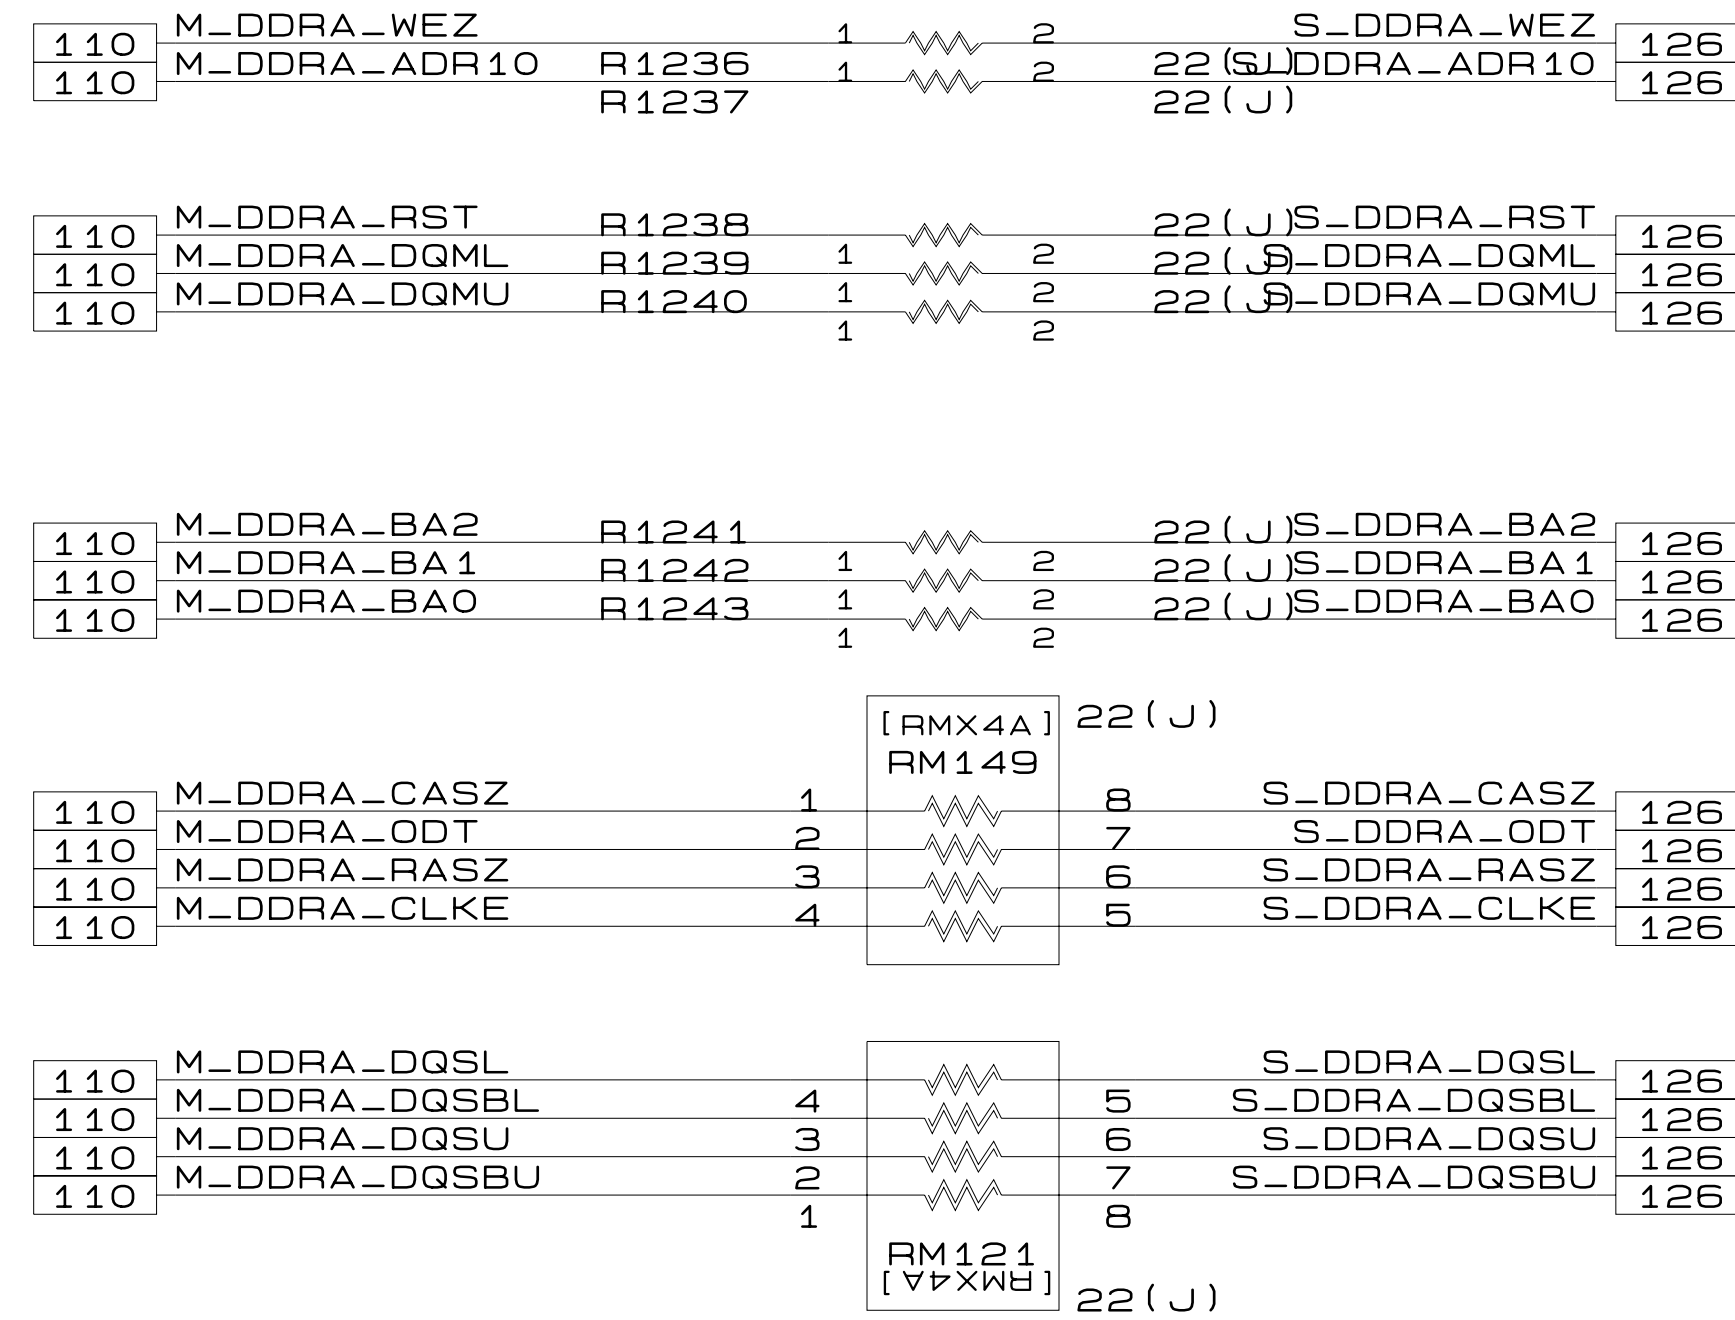 110 M_DDRA_WEZ 1 2 S_DDRA_WEZ 126
110 M_DDRA_ADR10 R1236 1 2 22(J) S_DDRA_ADR10 126
R1237 22(J)
110 M_DDRA_RST R1238 22(J) S_DDRA_RST 126
110 M_DDRA_DQML R1239 1 2 22(J) S_DDRA_DQML 126
110 M_DDRA_DQMU R1240 1 2 22(J) S_DDRA_DQMU 126
1 2
110 M_DDRA_BA2 R1241 22(J) S_DDRA_BA2 126
110 M_DDRA_BA1 R1242 1 2 22(J) S_DDRA_BA1 126
110 M_DDRA_BA0 R1243 1 2 22(J) S_DDRA_BA0 126
1 2
[RMX4A] 22(J)
RM149
110 M_DDRA_CASZ 1 8 S_DDRA_CASZ 126
110 M_DDRA_ODT 2 7 S_DDRA_ODT 126
110 M_DDRA_RASZ 3 6 S_DDRA_RASZ 126
110 M_DDRA_CLKE 4 5 S_DDRA_CLKE 126
110 M_DDRA_DQSL S_DDRA_DQSL 126
110 M_DDRA_DQSBL 4 5 S_DDRA_DQSBL 126
110 M_DDRA_DQSU 3 6 S_DDRA_DQSU 126
110 M_DDRA_DQSBU 2 7 S_DDRA_DQSBU 126
1 8
RM121
[RMX4A]
22(J)